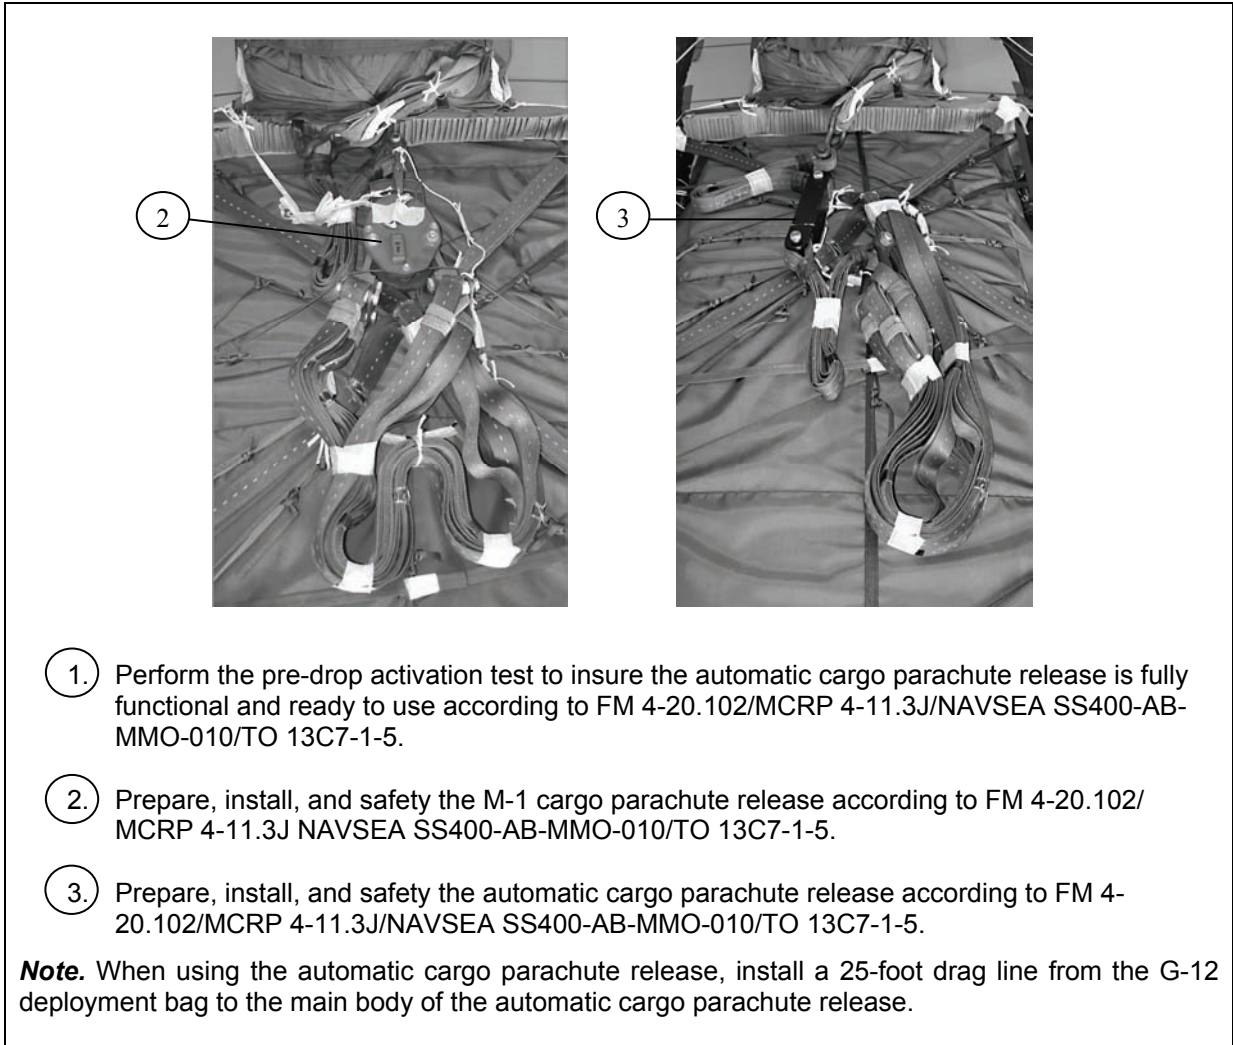 2
3
1. Perform the pre-drop activation test to insure the automatic cargo parachute release is fully
functional and ready to use according to FM 4-20.102/MCRP 4-11.3J/NAVSEA SS400-AB-
MMO-010/TO 13C7-1-5.
2. Prepare, install, and safety the M-1 cargo parachute release according to FM 4-20.102/
MCRP 4-11.3J NAVSEA SS400-AB-MMO-010/TO 13C7-1-5.
3. Prepare, install, and safety the automatic cargo parachute release according to FM 4-
20.102/MCRP 4-11.3J/NAVSEA SS400-AB-MMO-010/TO 13C7-1-5.
Note. When using the automatic cargo parachute release, install a 25-foot drag line from the G-12
deployment bag to the main body of the automatic cargo parachute release.